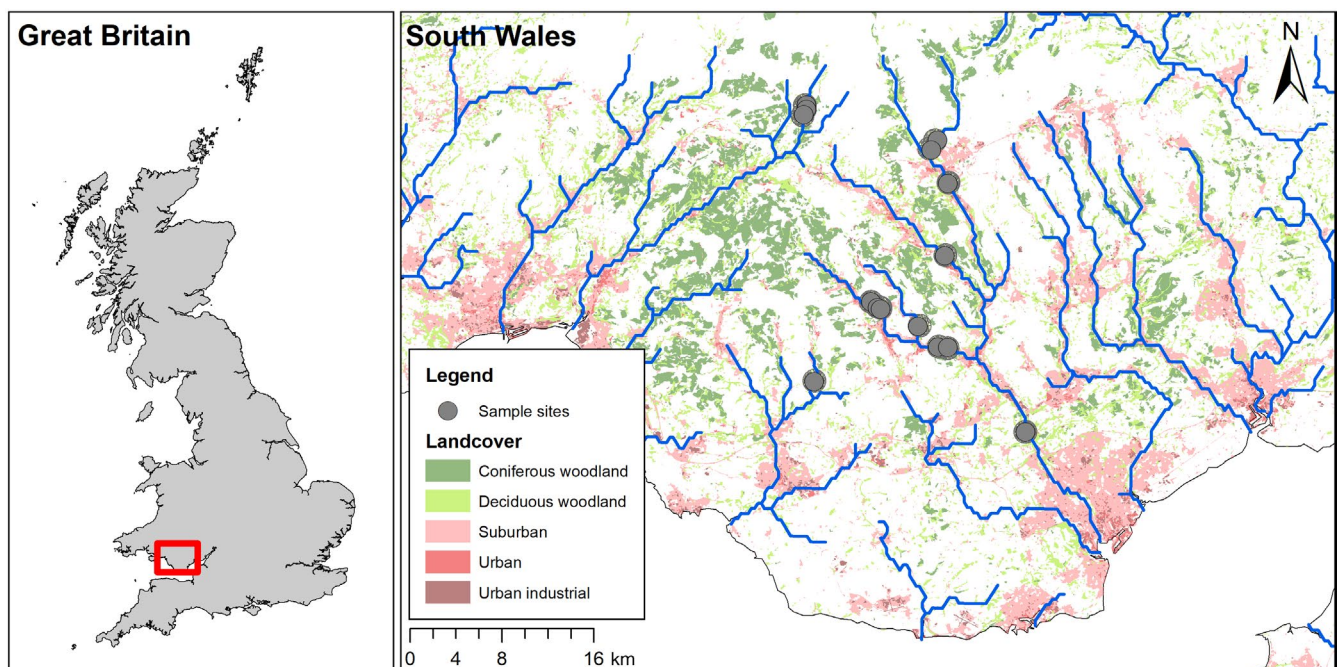 Great Britain
South Wales
N
Legend
Sample sites
Landcover
Coniferous woodland
Deciduous woodland
Suburban
Urban
Urban industrial
0 4 8 16 km